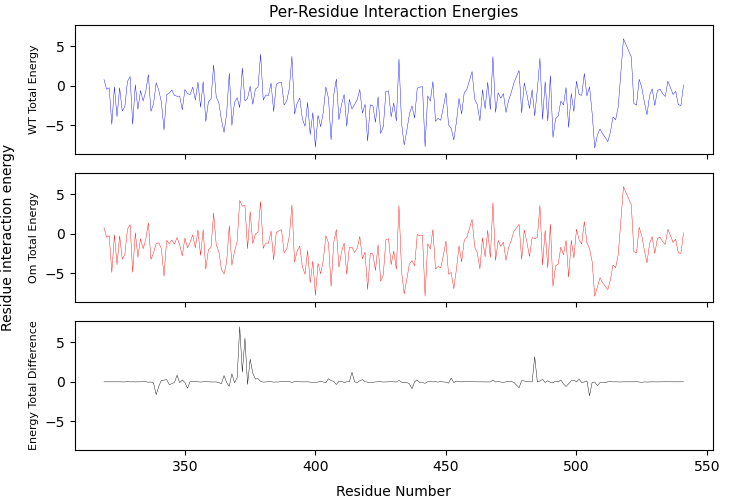 Per-Residue Interaction Energies
Residue interaction energy
WT Total Energy
5
0
−5
Om Total Energy
5
0
−5
Energy Total Difference
5
0
−5
350
400
450
500
550
Residue Number